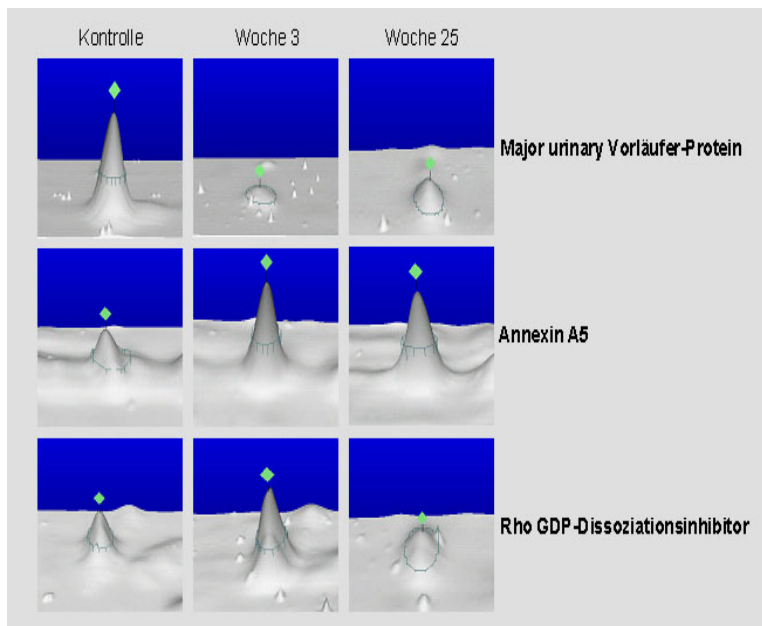 Kontrolle Woche 3 Woche 25
Major urinary Vorläufer-Protein
Annexin A5
Rho GDP-Dissoziationsinhibitor